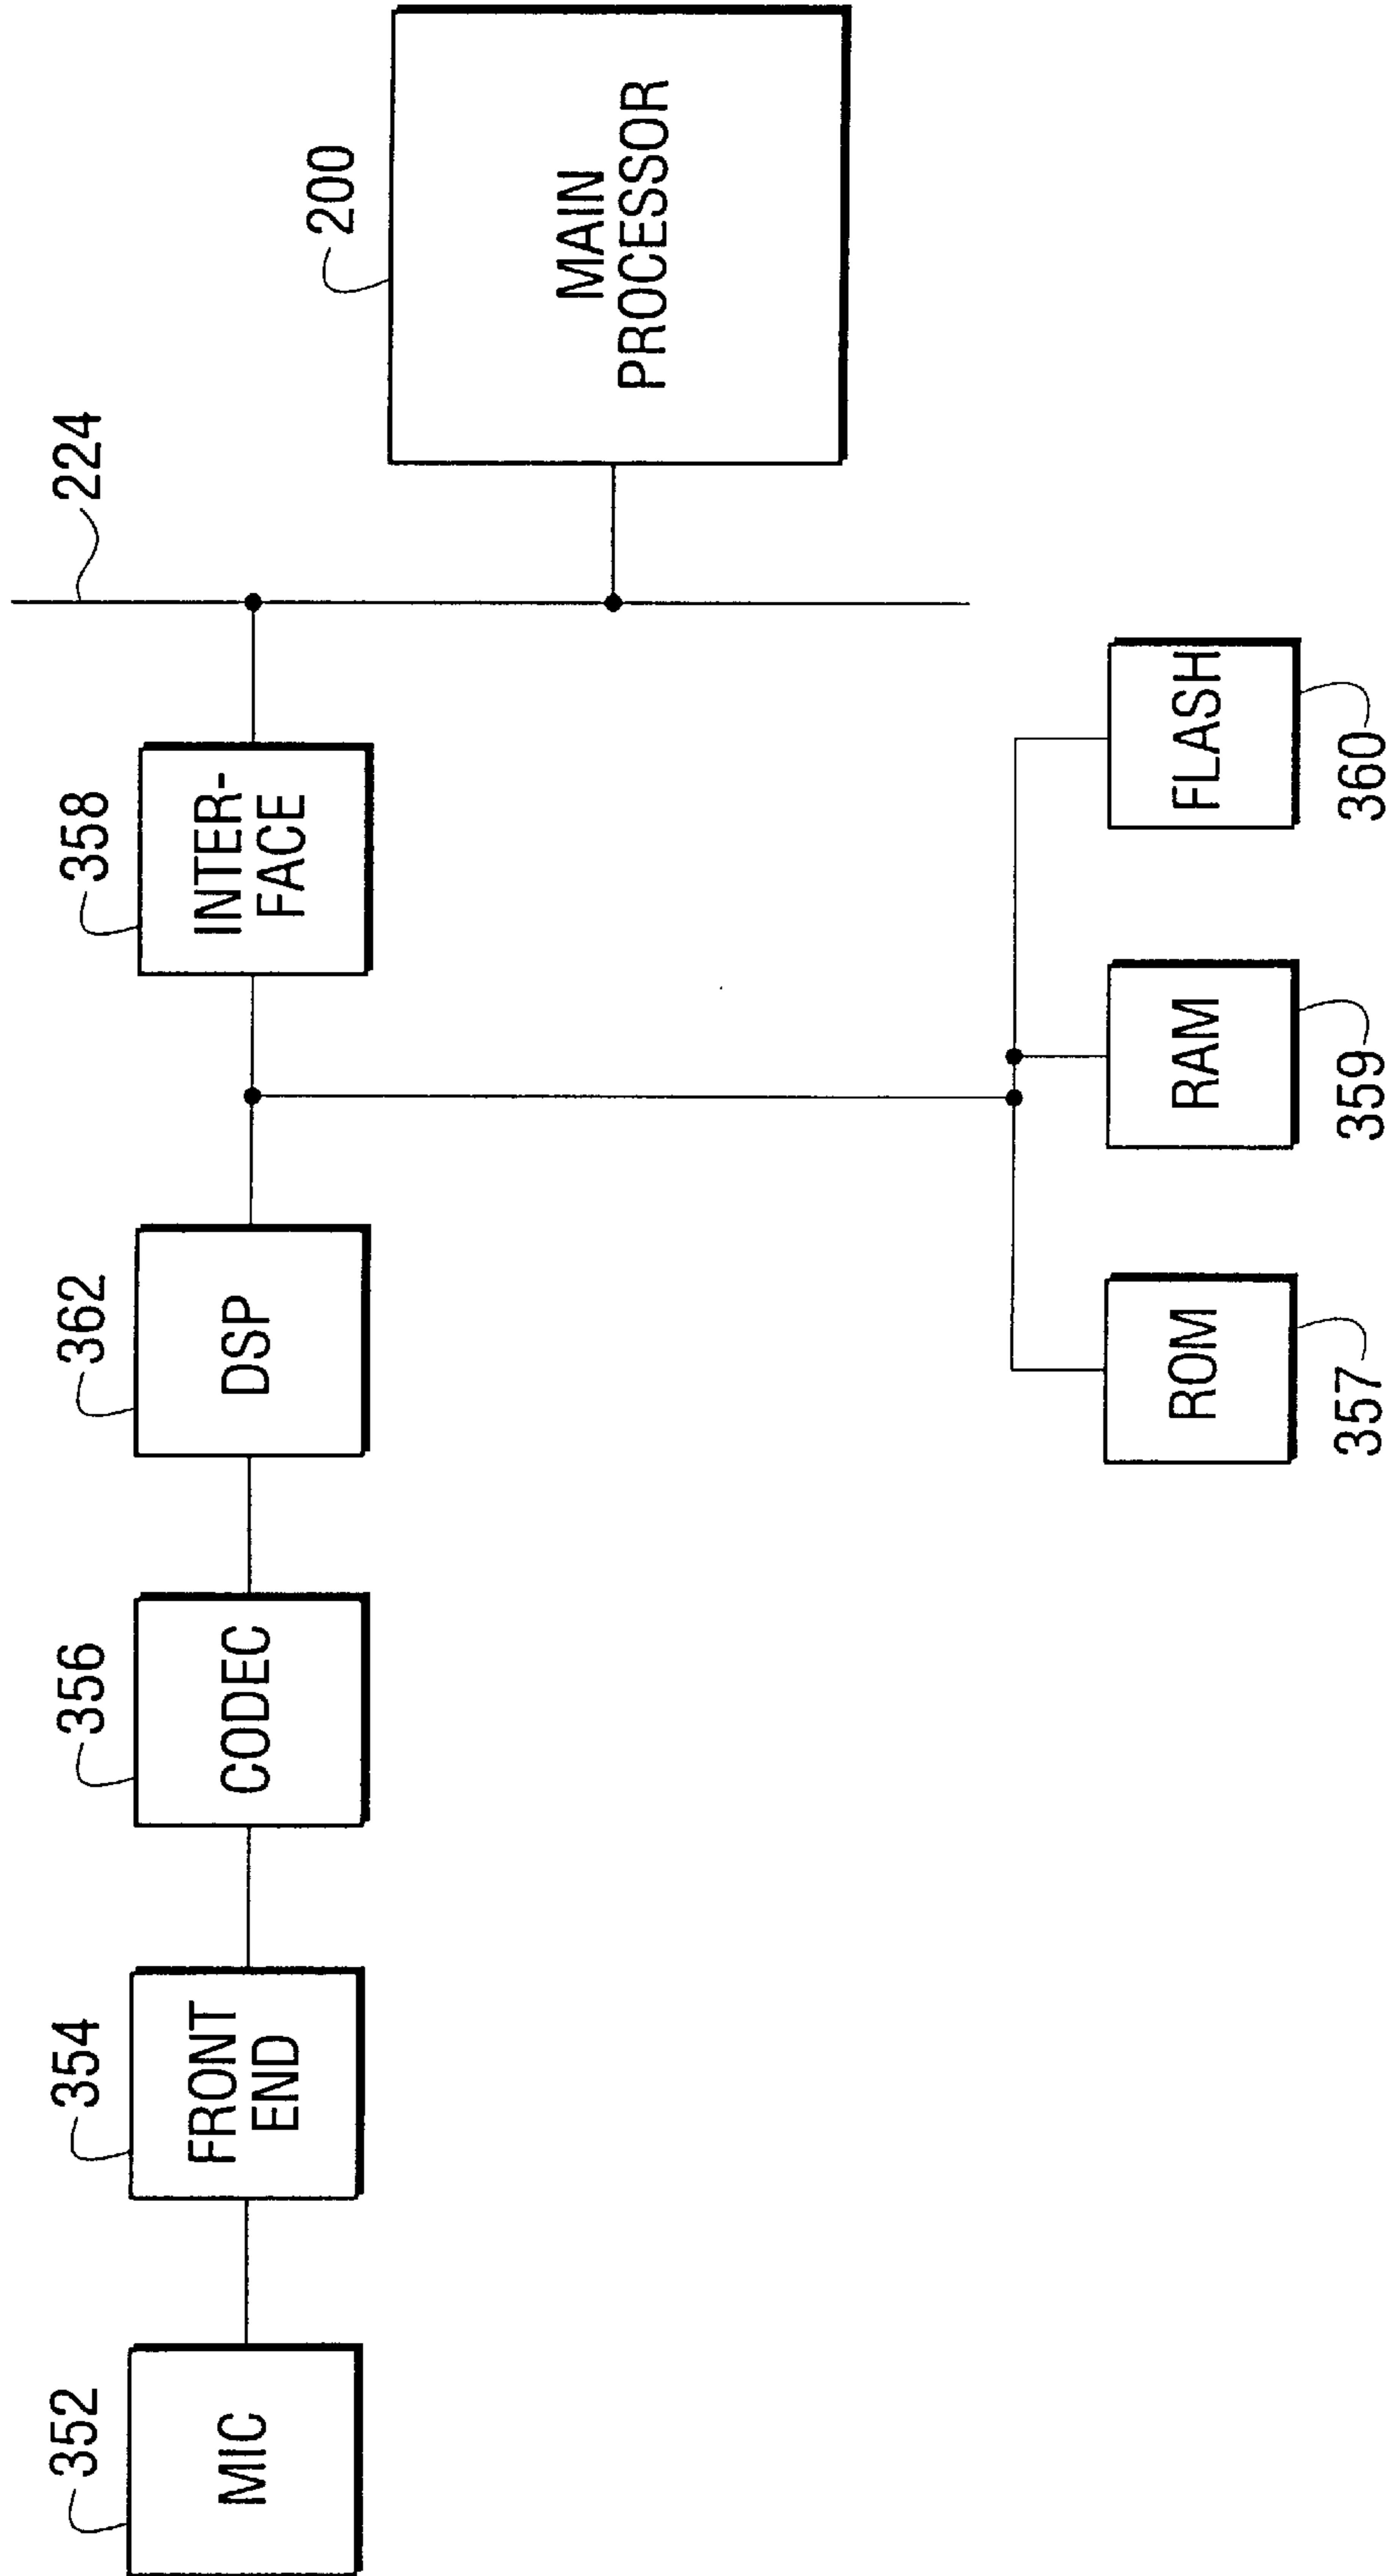 352
MIC
354
FRONT
END
356
CODEC
362
DSP
358
INTER-
FACE
224
200
MAIN
PROCESSOR
ROM
357
RAM
359
FLASH
360